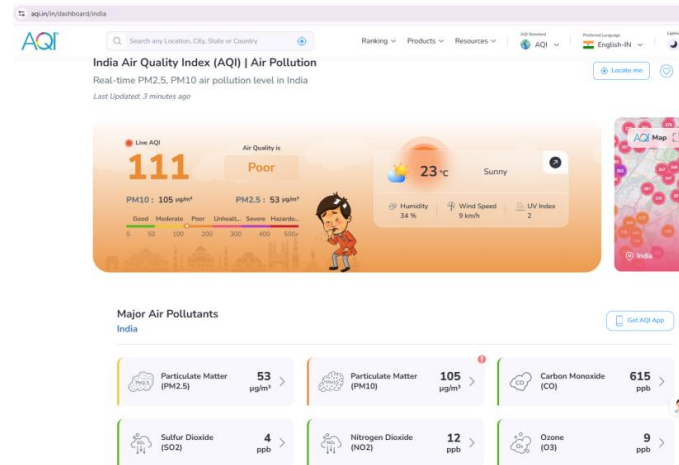 aqi.in/in/dashboard/india
AQI
Search any Location, City, State or Country
Ranking
Products
Resources
AQI Standard
AQI
Preferred Language
English-IN
India Air Quality Index (AQI) | Air Pollution
Real-time PM2.5, PM10 air pollution level in India
Last Updated: 3 minutes ago
Locate me
Live AQI
111
Air Quality is
Poor
PM10 : 105 µg/m³
PM2.5 : 53 µg/m³
Good Moderate Poor Unhealt... Severe Hazardo...
0 50 100 200 300 400 500+
23 °C
Sunny
Humidity
34 %
Wind Speed
9 km/h
UV Index
2
AQI Map
India
Major Air Pollutants
India
Get AQI App
Particulate Matter
(PM2.5)
53
µg/m³
Particulate Matter
(PM10)
105
µg/m³
CO
Carbon Monoxide
(CO)
615
ppb
Sulfur Dioxide
(SO2)
4
ppb
Nitrogen Dioxide
(NO2)
12
ppb
Ozone
(O3)
9
ppb